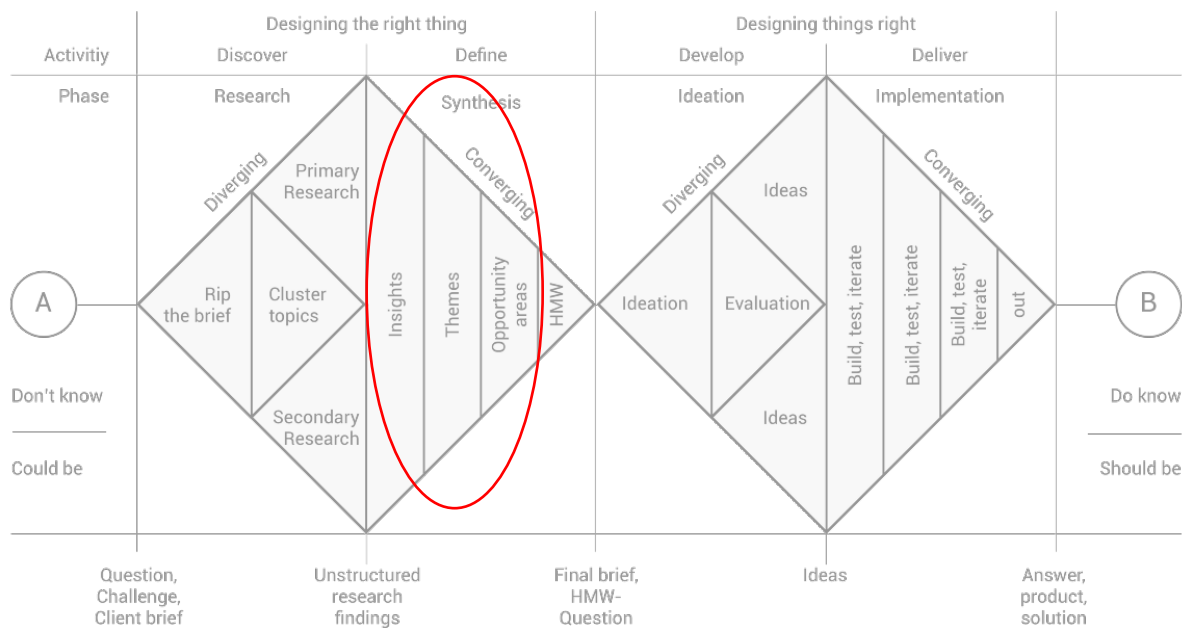 Designing the right thing
Designing things right
Activitiy
Discover
Define
Develop
Deliver
Phase
Research
Synthesis
Ideation
Implementation
Diverging
Primary
Research
Rip
the brief
Cluster
topics
Secondary
Research
Converging
Insights
Themes
Opportunity
areas
HMW
Diverging
Ideas
Ideation
Evaluation
Ideas
Converging
Build, test, iterate
Build, test, iterate
Build, test,
iterate
out
A
B
Don't know
Could be
Do know
Should be
Question,
Challenge,
Client brief
Unstructured
research
findings
Final brief,
HMW-
Question
Ideas
Answer,
product,
solution